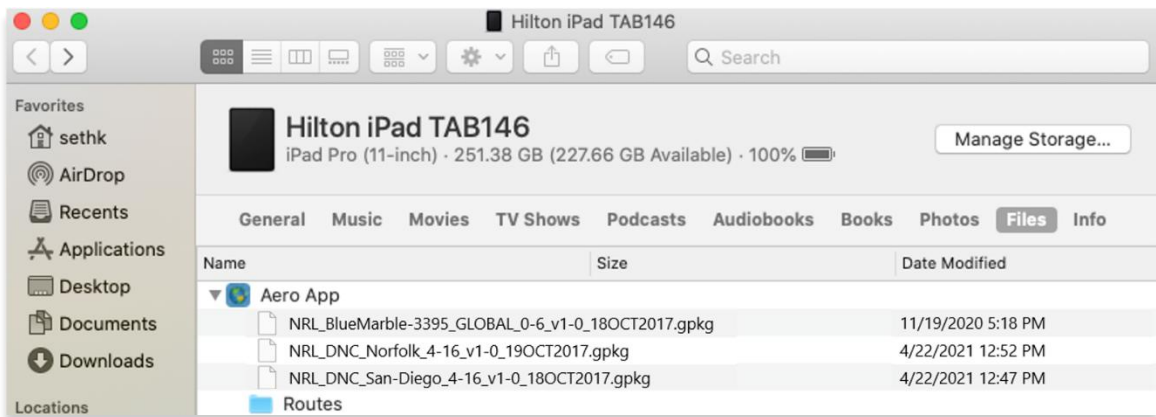 Hilton iPad TAB146
Search
Favorites
sethk
AirDrop
Recents
Applications
Desktop
Documents
Downloads
Locations
Hilton iPad TAB146
iPad Pro (11-inch) · 251.38 GB (227.66 GB Available) · 100%
Manage Storage...
General Music Movies TV Shows Podcasts Audiobooks Books Photos Files Info
Name Size Date Modified
Aero App
NRL_BlueMarble-3395_GLOBAL_0-6_v1-0_18OCT2017.gpkg 11/19/2020 5:18 PM
NRL_DNC_Norfolk_4-16_v1-0_19OCT2017.gpkg 4/22/2021 12:52 PM
NRL_DNC_San-Diego_4-16_v1-0_18OCT2017.gpkg 4/22/2021 12:47 PM
Routes